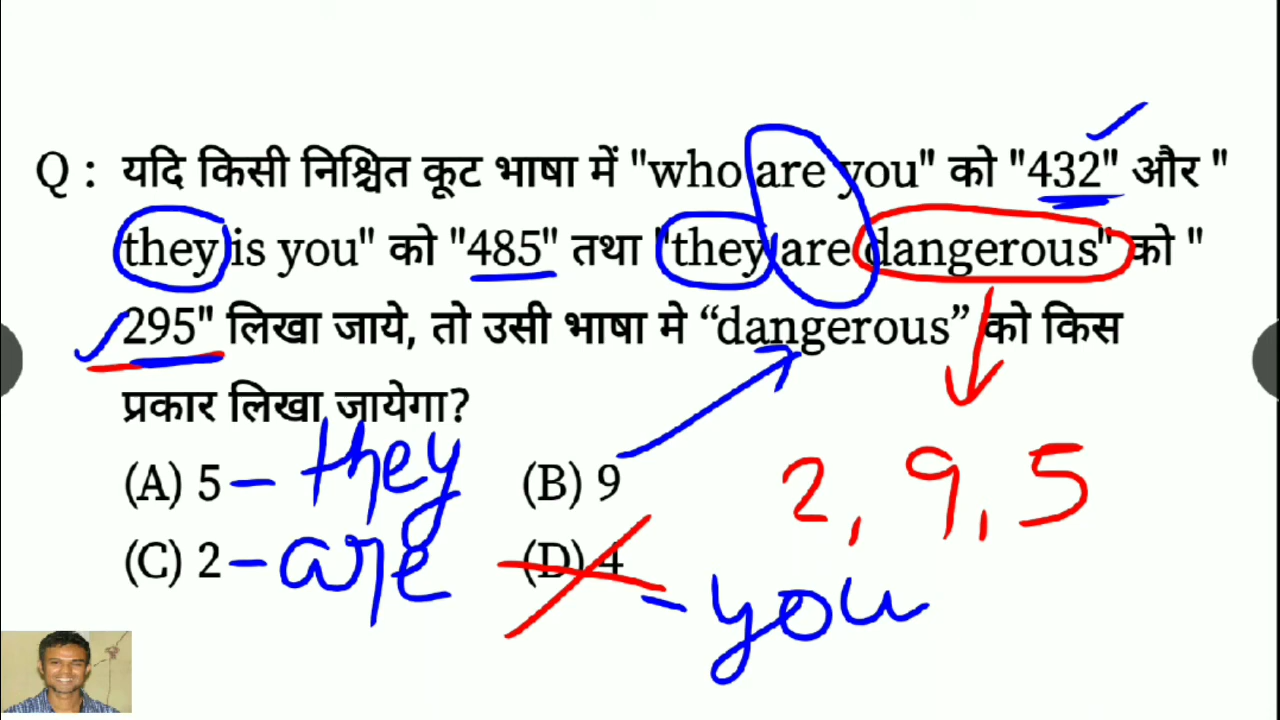 Q : यदि किसी निश्चित कूट भाषा में "who are you" को "432" और "
they is you" को "485" तथा "they are dangerous" को "
295" लिखा जाये, तो उसी भाषा मे “dangerous” को किस
प्रकार लिखा जायेगा?
(A) 5 – they (B) 9 2, 9, 5
(C) 2 – are (D) 4 – you